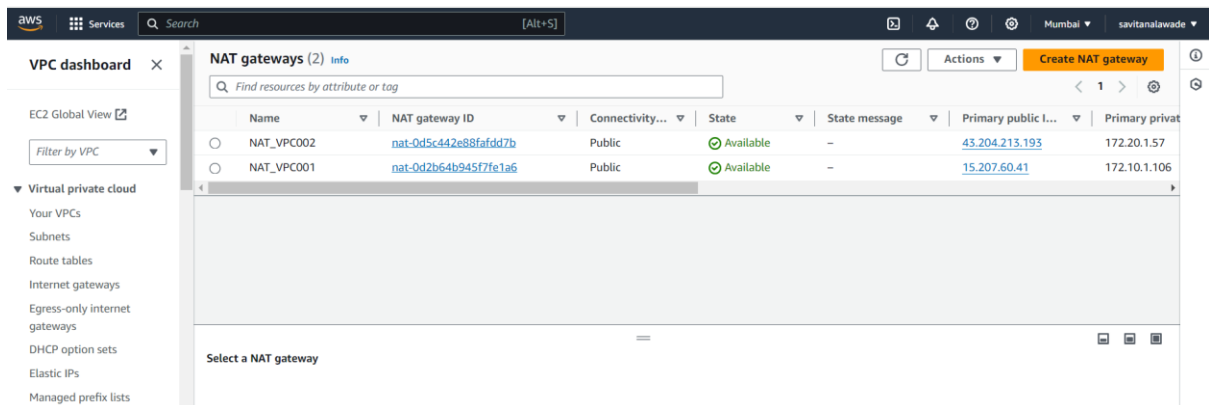 aws Services Search [Alt+S] Mumbai ▼ savitanalawade ▼
VPC dashboard ×
EC2 Global View
Filter by VPC ▼
▼ Virtual private cloud
Your VPCs
Subnets
Route tables
Internet gateways
Egress-only internet
gateways
DHCP option sets
Elastic IPs
Managed prefix lists
NAT gateways (2) Info
Actions ▼ Create NAT gateway
Find resources by attribute or tag
< 1 >
Name NAT gateway ID Connectivity... State State message Primary public I... Primary privat
NAT_VPC002 nat-0d5c442e88fafdd7b Public Available – 43.204.213.193 172.20.1.57
NAT_VPC001 nat-0d2b64b945f7fe1a6 Public Available – 15.207.60.41 172.10.1.106
Select a NAT gateway